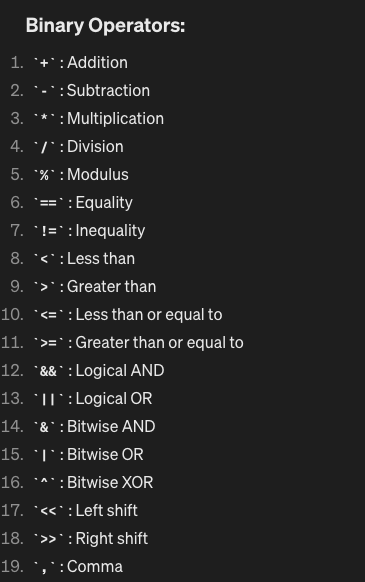 Binary Operators:
1. `+`: Addition
2. `-`: Subtraction
3. `*`: Multiplication
4. `/`: Division
5. `%`: Modulus
6. `==`: Equality
7. `!=`: Inequality
8. `<`: Less than
9. `>`: Greater than
10. `<=`: Less than or equal to
11. `>=`: Greater than or equal to
12. `&&`: Logical AND
13. `||`: Logical OR
14. `&`: Bitwise AND
15. `|`: Bitwise OR
16. `^`: Bitwise XOR
17. `<<`: Left shift
18. `>>`: Right shift
19. `,`: Comma